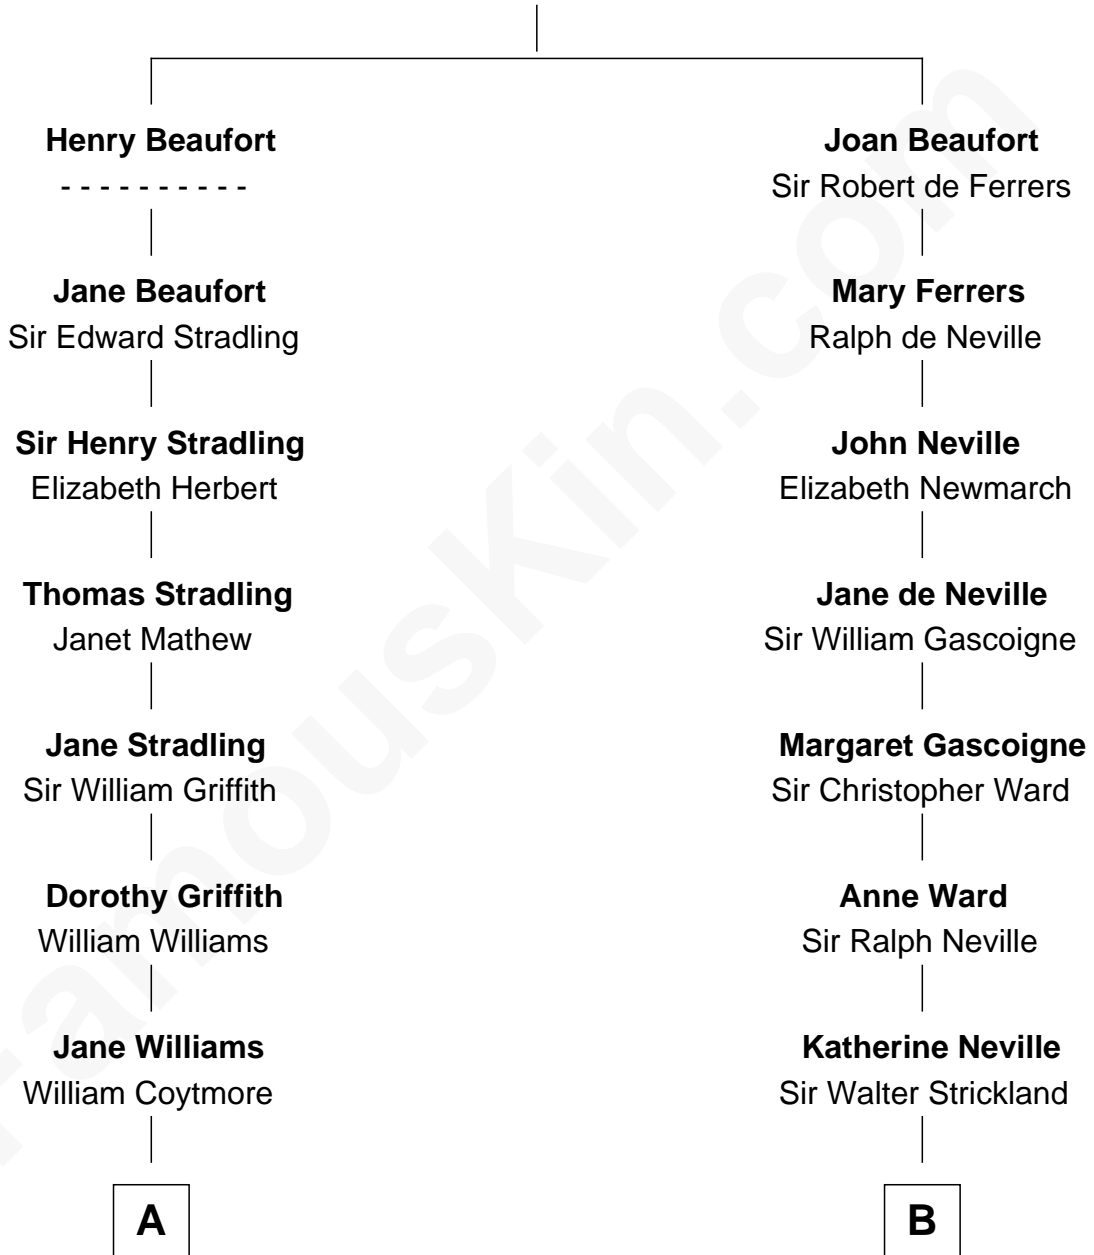 Henry Beaufort
- - - - - - - - - -
Jane Beaufort
Sir Edward Stradling
Sir Henry Stradling
Elizabeth Herbert
Thomas Stradling
Janet Mathew
Jane Stradling
Sir William Griffith
Dorothy Griffith
William Williams
Jane Williams
William Coytmore
A
Joan Beaufort
Sir Robert de Ferrers
Mary Ferrers
Ralph de Neville
John Neville
Elizabeth Newmarch
Jane de Neville
Sir William Gascoigne
Margaret Gascoigne
Sir Christopher Ward
Anne Ward
Sir Ralph Neville
Katherine Neville
Sir Walter Strickland
B
FamousKin.com